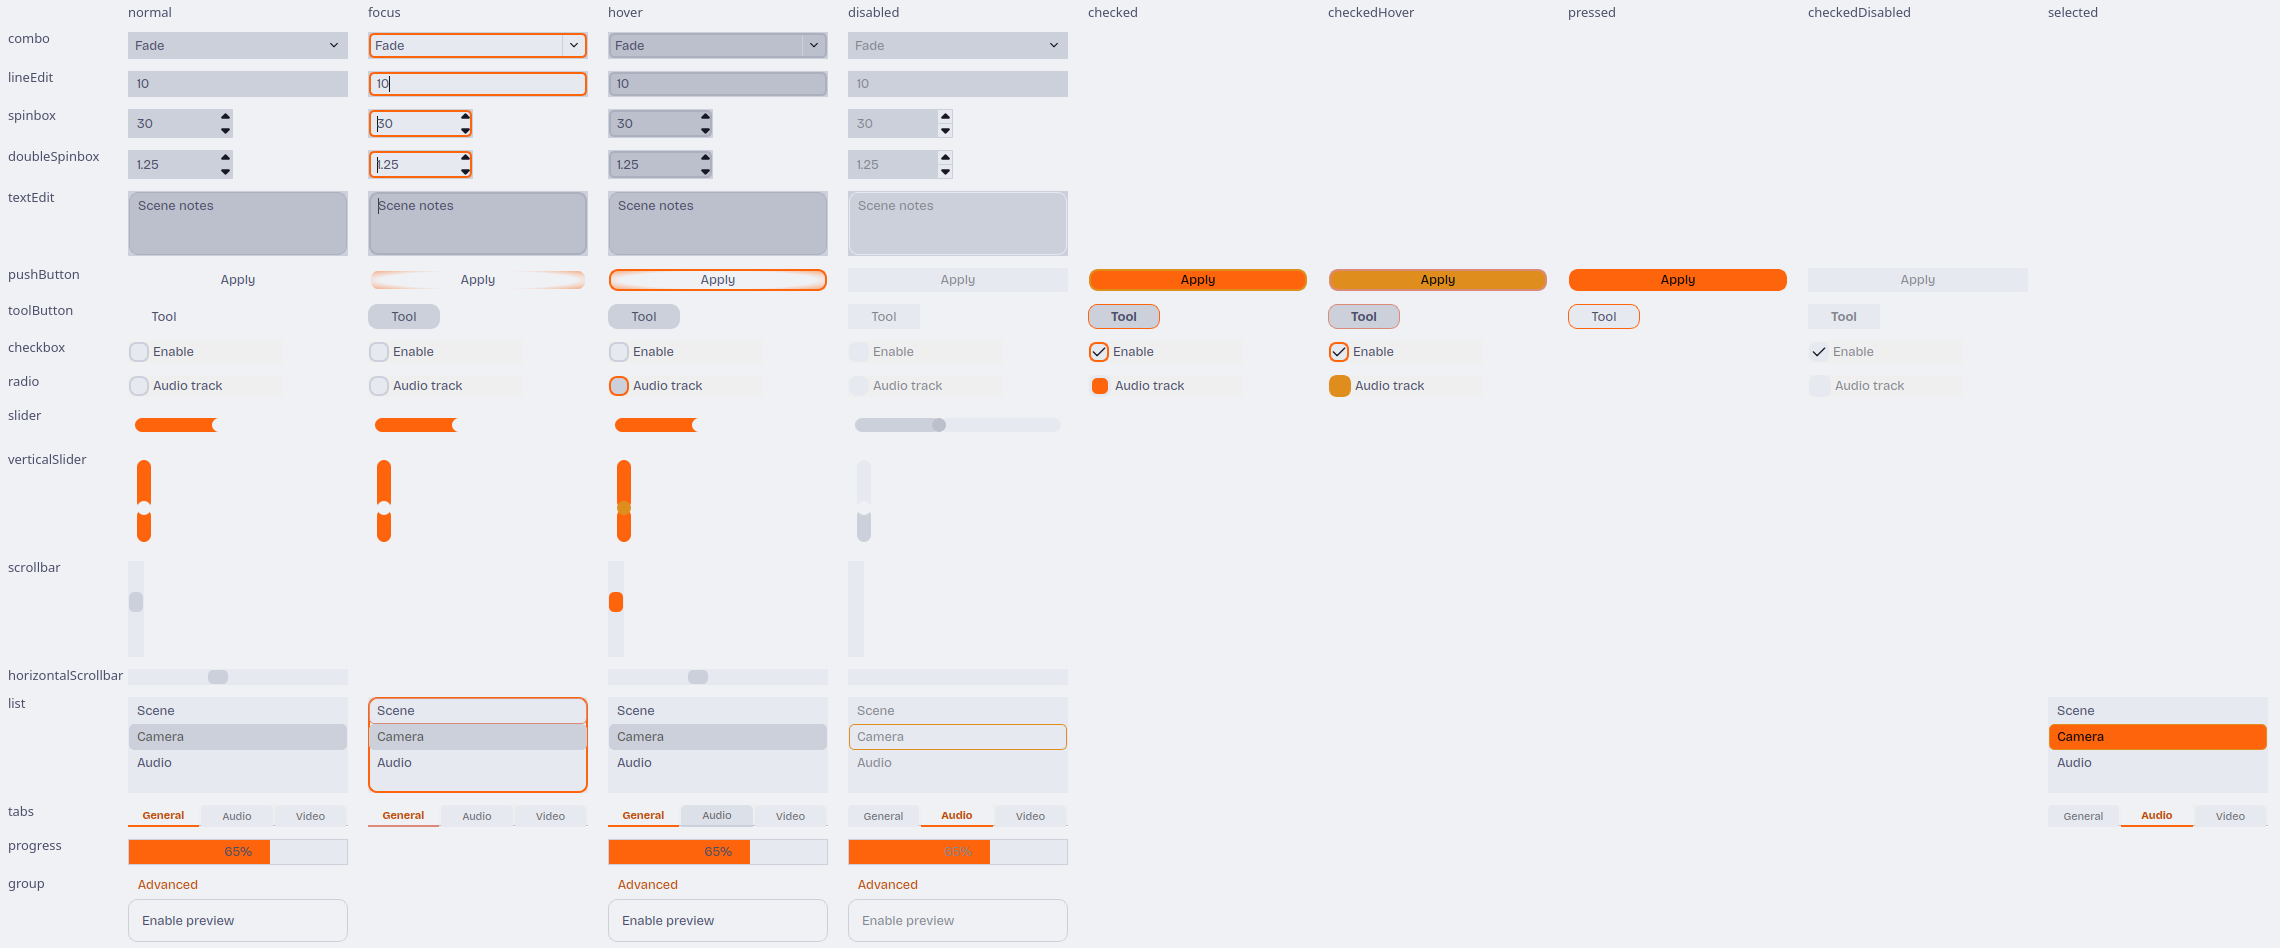 normal focus hover disabled checked checkedHover pressed checkedDisabled selected
combo Fade Fade Fade Fade
lineEdit 10 10 10 10
spinbox 30 30 30 30
doubleSpinbox 1.25 1.25 1.25 1.25
textEdit Scene notes Scene notes Scene notes Scene notes
pushButton Apply Apply Apply Apply Apply Apply Apply Apply
toolButton Tool Tool Tool Tool Tool Tool Tool Tool
checkbox Enable Enable Enable Enable Enable Enable Enable
radio Audio track Audio track Audio track Audio track Audio track Audio track Audio track
slider
verticalSlider
scrollbar
horizontalScrollbar
list Scene Scene Scene Scene Scene
Camera Camera Camera Camera Camera
Audio Audio Audio Audio Audio
tabs General Audio Video General Audio Video General Audio Video General Audio Video General Audio Video
progress 65% 65% 65%
group Advanced Advanced Advanced
Enable preview Enable preview Enable preview